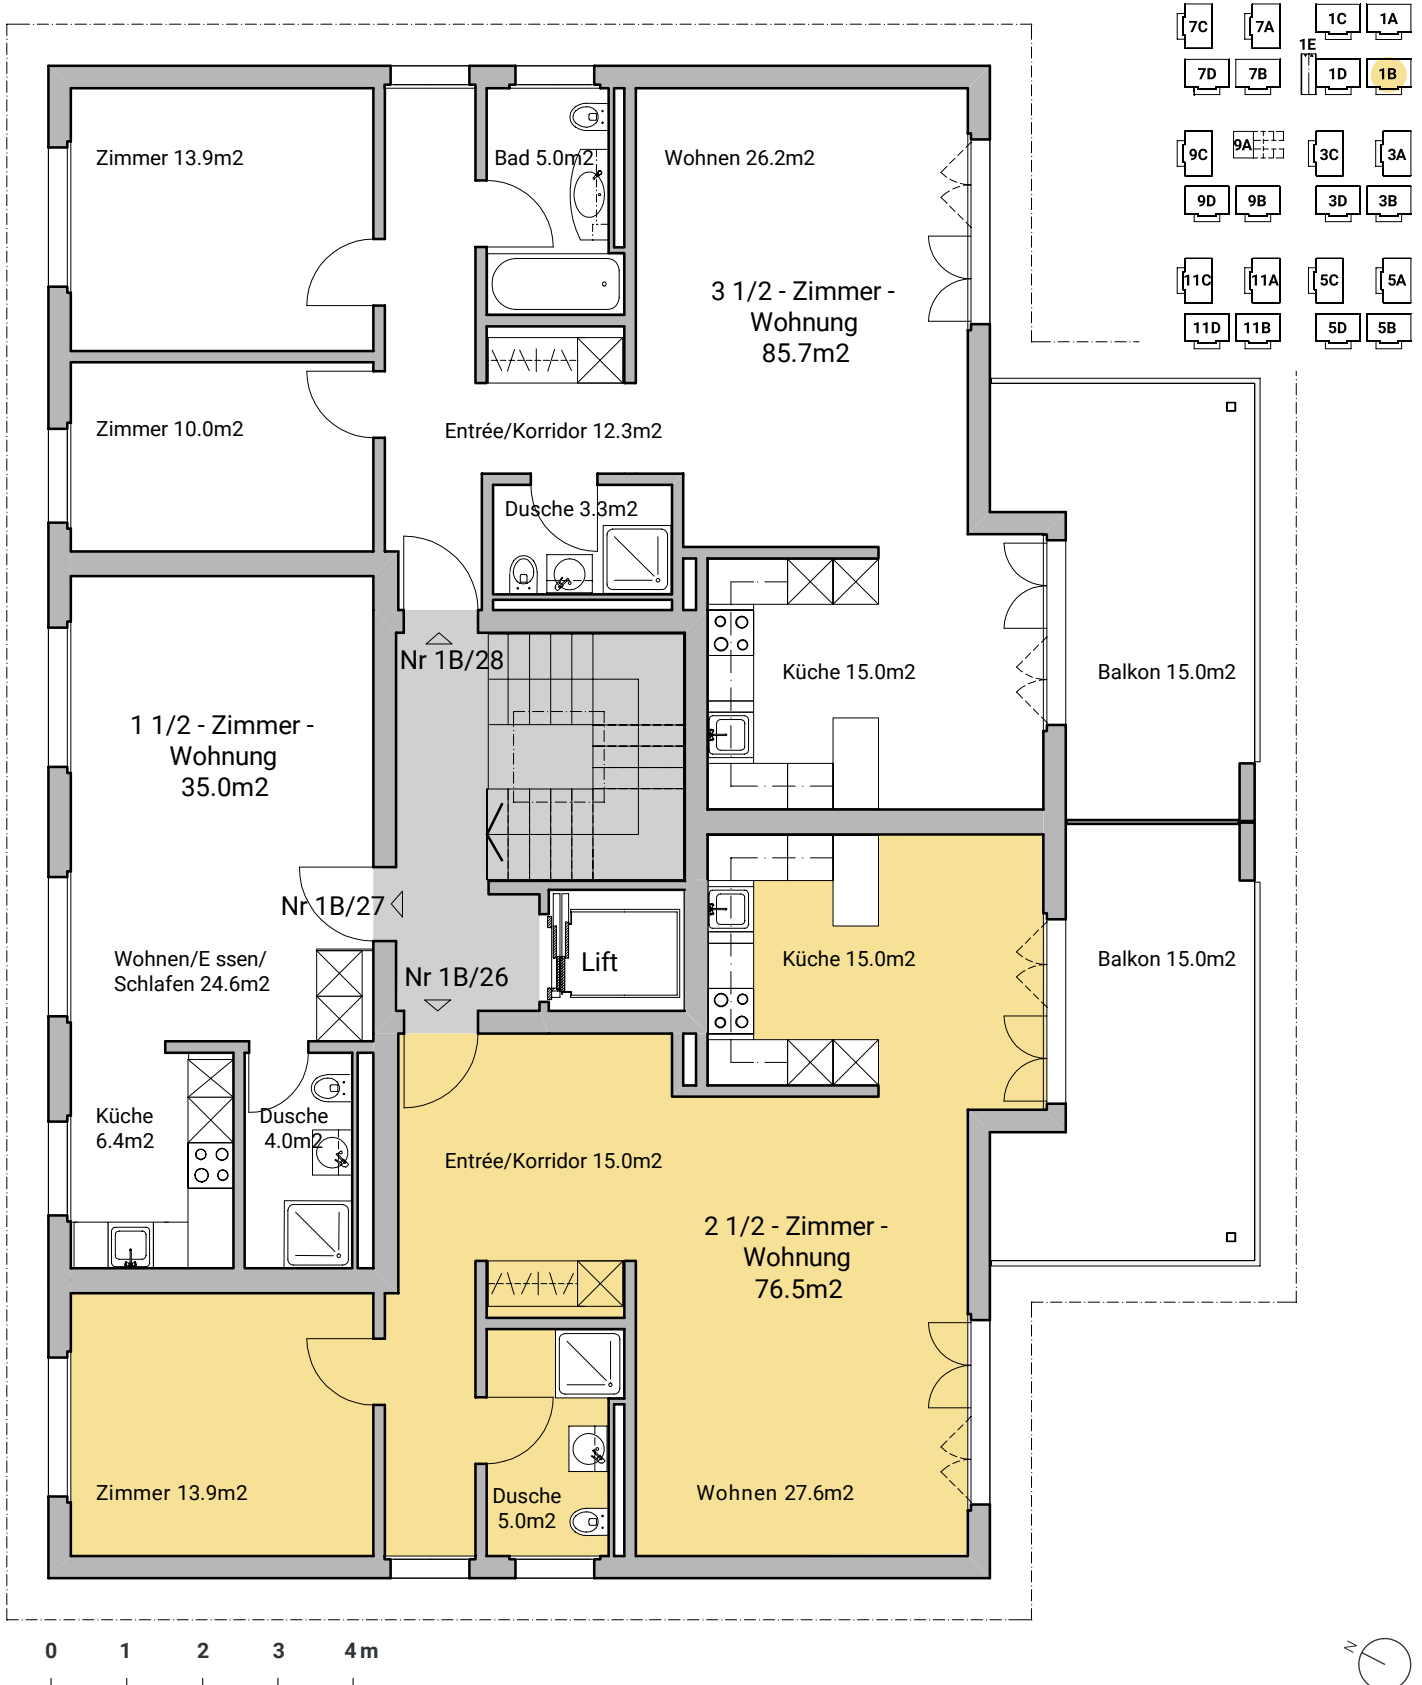 7C
7A
1C
1A
1E
7D
7B
1D
1B
9C
9A
3C
3A
9D
9B
3D
3B
11C
11A
5C
5A
11D
11B
5D
5B
Zimmer 13.9m2
Bad 5.0m2
Wohnen 26.2m2
3 1/2 - Zimmer -
Wohnung
85.7m2
Zimmer 10.0m2
Entrée/Korridor 12.3m2
Dusche 3.3m2
Nr 1B/28
Küche 15.0m2
Balkon 15.0m2
1 1/2 - Zimmer -
Wohnung
35.0m2
Nr 1B/27
Wohnen/E ssen/
Schlafen 24.6m2
Nr 1B/26
Lift
Küche 15.0m2
Balkon 15.0m2
Küche
6.4m2
Dusche
4.0m2
Entrée/Korridor 15.0m2
2 1/2 - Zimmer -
Wohnung
76.5m2
Zimmer 13.9m2
Dusche
5.0m2
Wohnen 27.6m2
0 1 2 3 4 m
N